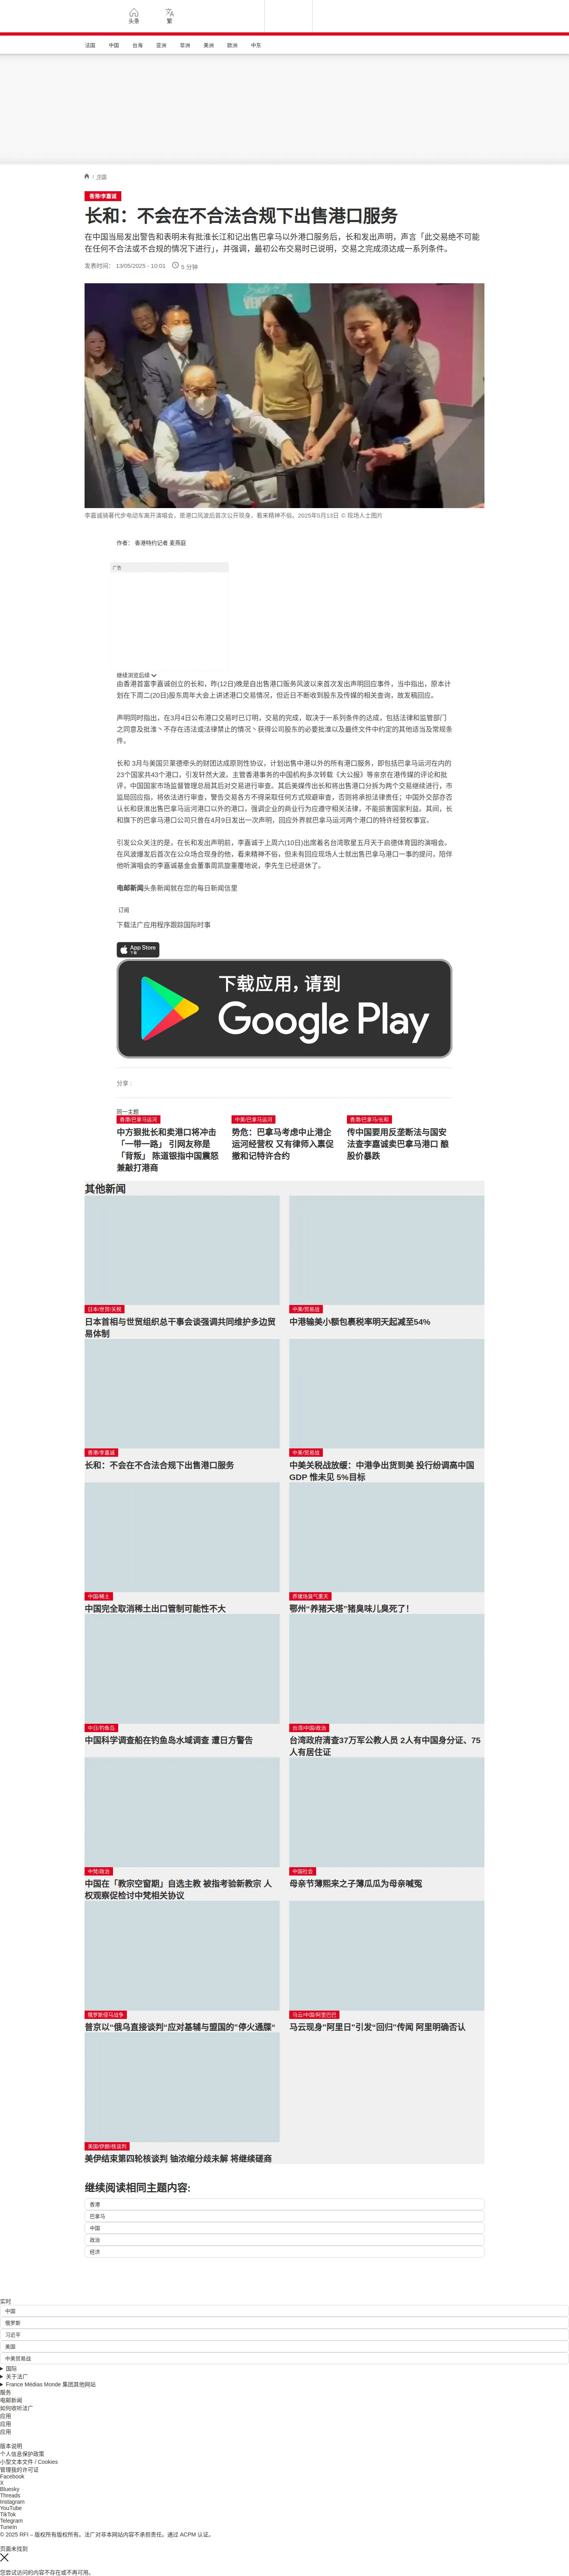 头条
繁
法国 中国 台海 亚洲 非洲 美洲 欧洲 中东
/ 中国
香港/李嘉诚
长和：不会在不合法合规下出售港口服务
在中国当局发出警告和表明未有批淮长江和记出售巴拿马以外港口服务后，长和发出声明，声言「此交易绝不可能
在任何不合法或不合规的情况下进行」，并强调，最初公布交易时已说明，交易之完成须达成一系列条件。
发表时间： 13/05/2025 - 10:01 5 分钟
李嘉诚骑著代步电动车离开演唱会，是港口风波后首次公开现身，看来精神不俗。2025年5月13日 © 现场人士图片
作者： 香港特约记者 麦燕庭
广告
继续浏览后续
由香港首富李嘉诚创立的长和，昨(12日)晚是自出售港口服务风波以来首次发出声明回应事件，当中指出，原本计
划在下周二(20日)股东周年大会上讲述港口交易情况，但近日不断收到股东及传媒的相关查询，故发稿回应。
声明同时指出，在3月4日公布港口交易时已订明，交易的完成，取决于一系列条件的达成，包括法律和监管部门
之同意及批淮丶不存在违法或法律禁止的情况丶获得公司股东的必要批淮以及最终文件中约定的其他适当及常规条
件。
长和 3月与美国贝莱德牵头的财团达成原则性协议，计划出售中港以外的所有港口服务，即包括巴拿马运河在内的
23个国家共43个港口，引发轩然大波。主管香港事务的中国机构多次转载《大公报》等亲京在港传媒的评论和批
评，中国国家市场监督管理总局其后对交易进行审查。其后美媒传出长和将出售港口分拆为两个交易继续进行，市
监局回应指，将依法进行审查，警告交易各方不得采取任何方式规避审查，否则将承担法律责任；中国外交部亦否
认长和获淮出售巴拿马运河港口以外的港口，强调企业的商业行为应遵守相关法律，不能损害国家利益。其间，长
和旗下的巴拿马港口公司只曾在4月9日发出一次声明，回应外界就巴拿马运河两个港口的特许经营权事宜。
引发公众关注的是，在长和发出声明前，李嘉诚于上周六(10日)出席着名台湾歌星五月天于启德体育园的演唱会。
在风波爆发后首次在公众场合现身的他，看来精神不俗，但未有回应现场人士就出售巴拿马港口一事的提问，陪伴
他听演唱会的李嘉诚基金会董事周凯旋重覆地说，李先生已经退休了。
电邮新闻头条新闻就在您的每日新闻信里
订阅
下载法广应用程序跟踪国际时事
App Store
下载
下载应用，请到
Google Play
分享 :
同一主题
香港/巴拿马运河
中方狠批长和卖港口将冲击
「一带一路」 引网友称是
「背叛」 陈道银指中国震怒
兼敲打港商
中美/巴拿马运河
势危：巴拿马考虑中止港企
运河经营权 又有律师入禀促
撤和记特许合约
香港/巴拿马/长和
传中国要用反垄断法与国安
法查李嘉诚卖巴拿马港口 酿
股价暴跌
其他新闻
日本/世贸/关税
日本首相与世贸组织总干事会谈强调共同维护多边贸
易体制
中美/贸易战
中港输美小额包裹税率明天起减至54%
香港/李嘉诚
长和：不会在不合法合规下出售港口服务
中美/贸易战
中美关税战放缓：中港争出货到美 投行纷调高中国
GDP 惟未见 5%目标
中国/稀土
中国完全取消稀土出口管制可能性不大
养猪场臭气熏天
鄂州"养猪天塔"猪臭味儿臭死了！
中日/钓鱼岛
中国科学调查船在钓鱼岛水域调查 遭日方警告
台湾/中国/政治
台湾政府清查37万军公教人员 2人有中国身分证、75
人有居住证
中梵/政治
中国在「教宗空窗期」自选主教 被指考验新教宗 人
权观察促检讨中梵相关协议
中国社会
母亲节薄熙来之子薄瓜瓜为母亲喊冤
俄罗斯侵乌战争
普京以"俄乌直接谈判"应对基辅与盟国的"停火通牒"
马云/中国/阿里巴巴
马云现身"阿里日"引发"回归"传闻 阿里明确否认
美国/伊朗/核谈判
美伊结束第四轮核谈判 铀浓缩分歧未解 将继续磋商
继续阅读相同主题内容:
香港
巴拿马
中国
政治
经济
实时
中国
俄罗斯
习近平
美国
中美贸易战
国际
关于法广
France Médias Monde 集团其他网站
服务
电邮新闻
如何收听法广
应用
应用
应用
版本说明
个人信息保护政策
小型文本文件 / Cookies
管理我的许可证
Facebook
X
Bluesky
Threads
Instagram
YouTube
TikTok
Telegram
TuneIn
© 2025 RFI – 版权所有版权所有。法广对非本网站内容不承担责任。通过 ACPM 认证。
页面未找到
您尝试访问的内容不存在或不再可用。